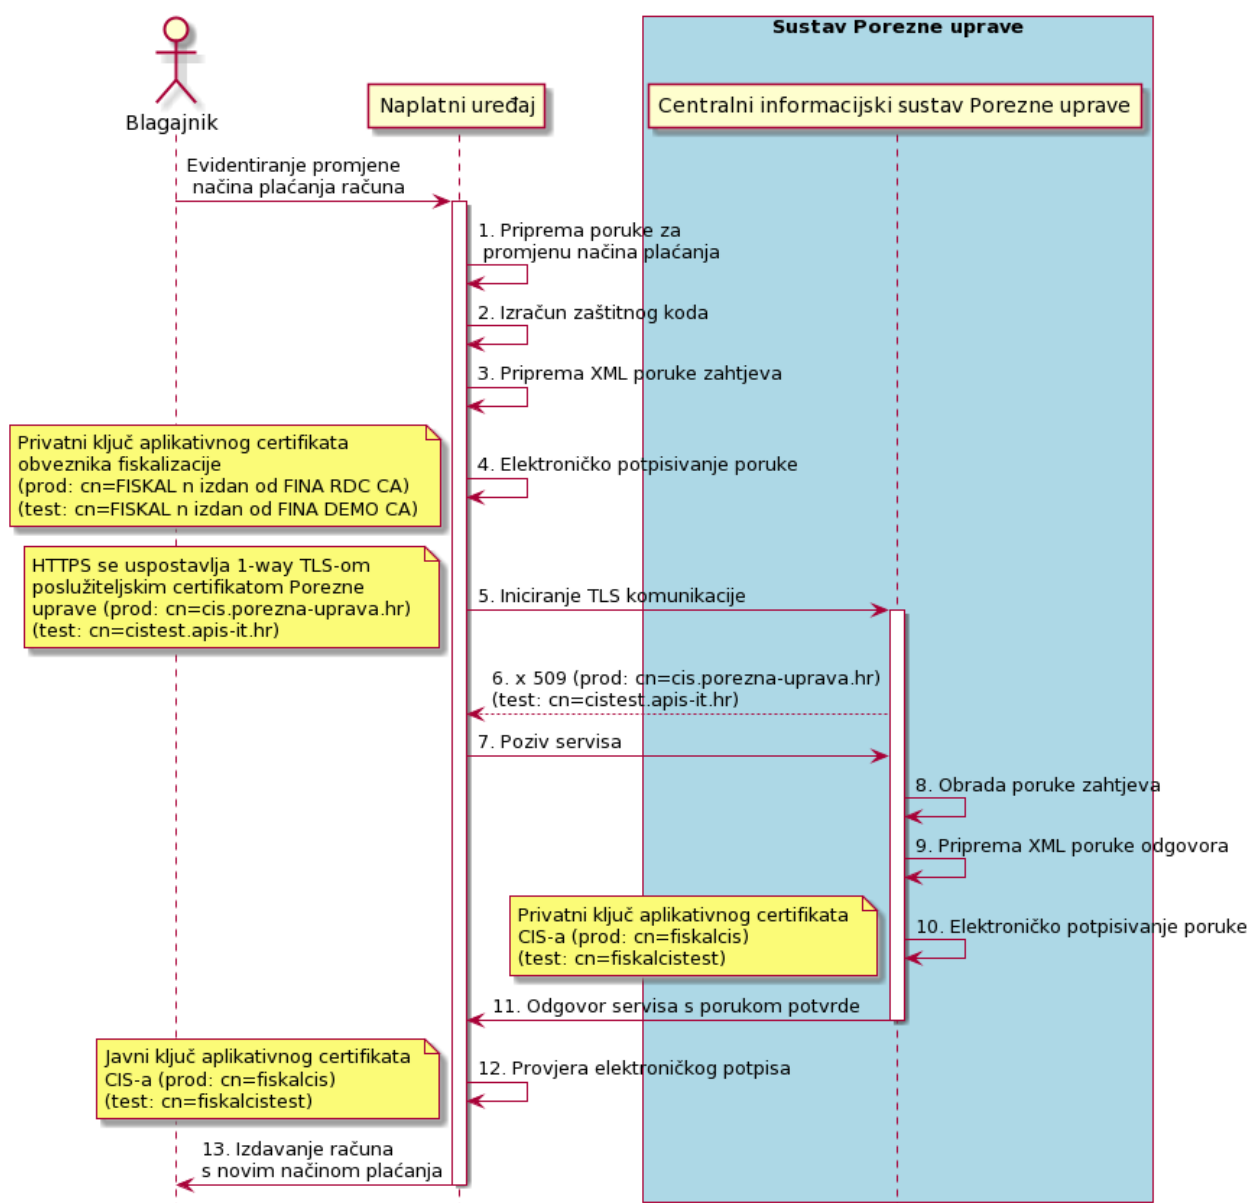 Sustav Porezne uprave
Blagajnik
Naplatni uređaj
Centralni informacijski sustav Porezne uprave
Evidentiranje promjene
načina plaćanja računa
1. Priprema poruke za
promjenu načina plaćanja
2. Izračun zaštitnog koda
3. Priprema XML poruke zahtjeva
Privatni ključ aplikativnog certifikata
obveznika fiskalizacije
(prod: cn=FISKAL n izdan od FINA RDC CA)
(test: cn=FISKAL n izdan od FINA DEMO CA)
4. Elektroničko potpisivanje poruke
HTTPS se uspostavlja 1-way TLS-om
poslužiteljskim certifikatom Porezne
uprave (prod: cn=cis.porezna-uprava.hr)
(test: cn=cistest.apis-it.hr)
5. Iniciranje TLS komunikacije
6. x 509 (prod: cn=cis.porezna-uprava.hr)
(test: cn=cistest.apis-it.hr)
7. Poziv servisa
8. Obrada poruke zahtjeva
9. Priprema XML poruke odgovora
Privatni ključ aplikativnog certifikata
CIS-a (prod: cn=fiskalcis)
(test: cn=fiskalcistest)
10. Elektroničko potpisivanje poruke
11. Odgovor servisa s porukom potvrde
Javni ključ aplikativnog certifikata
CIS-a (prod: cn=fiskalcis)
(test: cn=fiskalcistest)
12. Provjera elektroničkog potpisa
13. Izdavanje računa
s novim načinom plaćanja